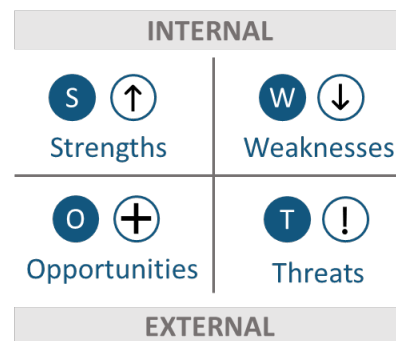 INTERNAL
S ↑ W ↓
Strengths Weaknesses
O + T !
Opportunities Threats
EXTERNAL